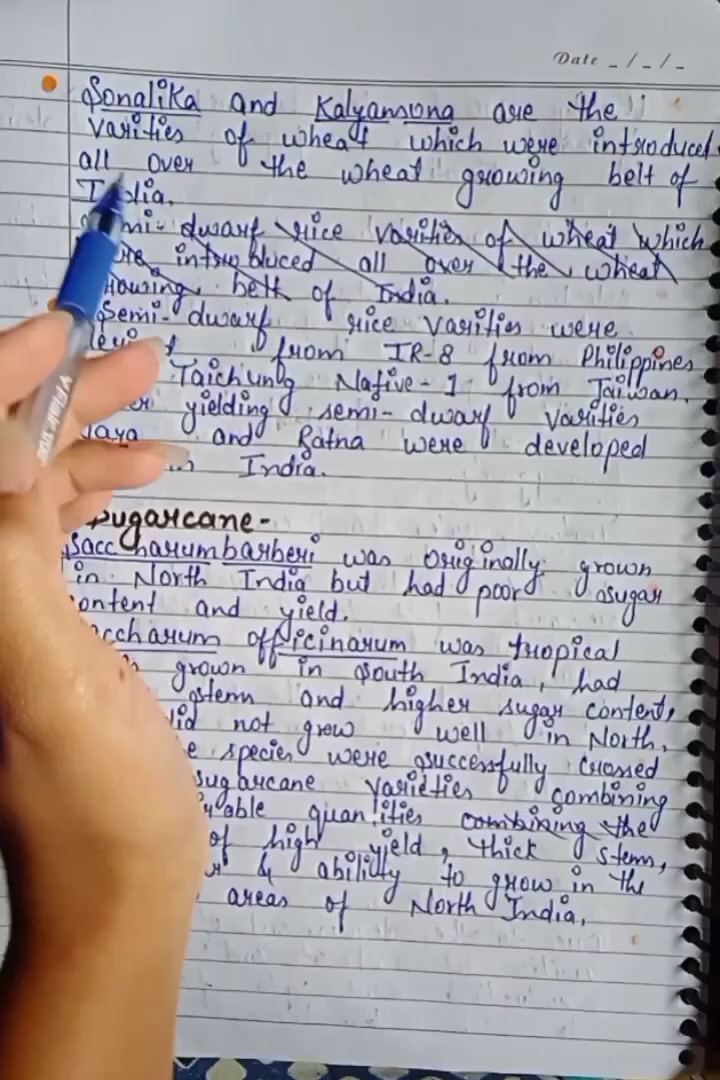 Date _ / _ / _
Sonalika and Kalyansona are the
varities of wheat which were introduced
all over the wheat growing belt of
India.
dwarf rice varities of wheat which
introduced all over the wheat
belt of India.
Semi-dwarf rice varities were
from IR-8 from Philippines
Taichung Native-1 from Taiwan.
yielding semi-dwarf varities
and Ratna were developed
India.
Sugarcane-
Saccharum barberi was originally grown
in North India but had poor sugar
content and yield.
officinarum was tropical
grown in South India, had
stem and higher sugar content,
did not grow well in North.
species were successfully crossed
sugarcane varieties combining
quantities combining the
of high yield, thick stem,
& ability to grow in the
areas of North India.